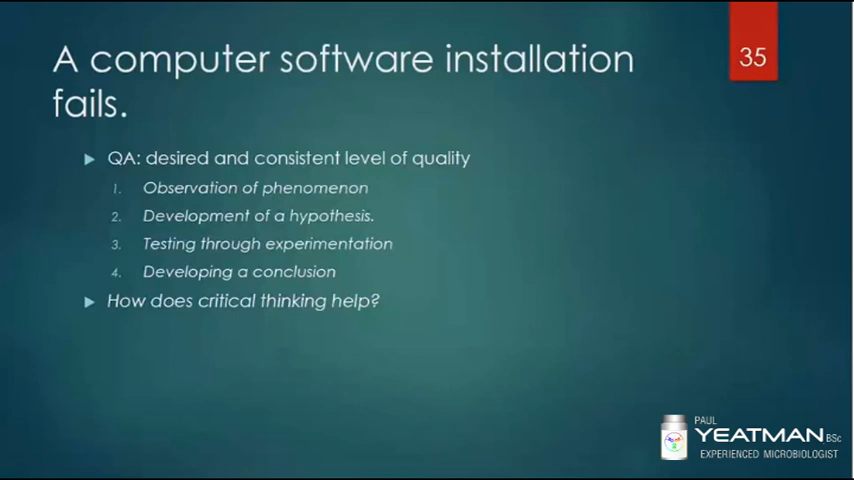 A computer software installation
fails.
35
QA: desired and consistent level of quality
1. Observation of phenomenon
2. Development of a hypothesis.
3. Testing through experimentation
4. Developing a conclusion
How does critical thinking help?
PAUL
YEATMAN BSc
EXPERIENCED MICROBIOLOGIST